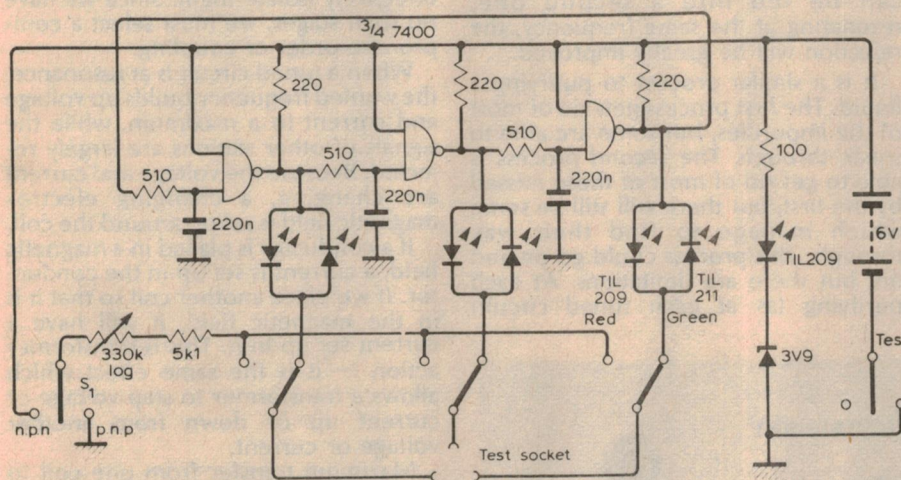 3/4 7400
220
220
220
510
510
510
220n
220n
220n
100
6V
TIL209
TIL
209
Red
TIL
211
Green
Test
3V9
330k
log
5k1
S1
n.p.n
p.n.p
Test socket